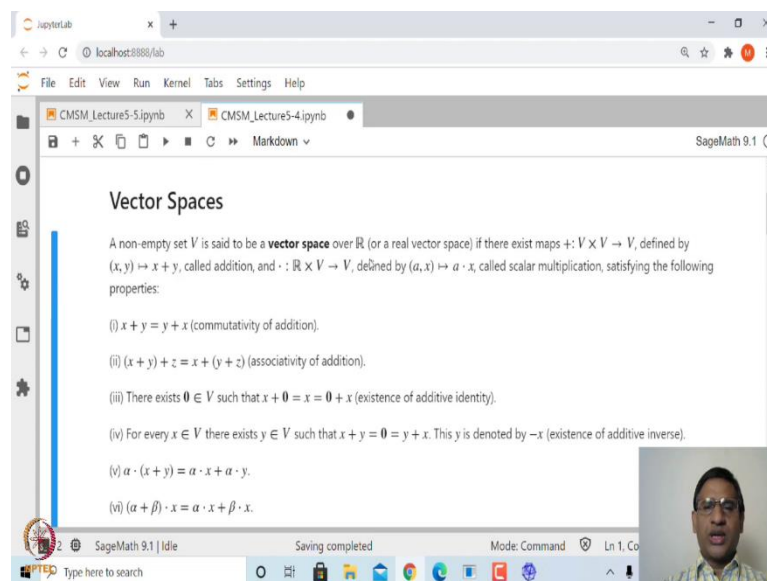 JupyterLab
localhost:8888/lab
M
File Edit View Run Kernel Tabs Settings Help
CMSM_Lecture5-5.ipynb
CMSM_Lecture5-4.ipynb
Markdown
SageMath 9.1
Vector Spaces
A non-empty set V is said to be a vector space over ℝ (or a real vector space) if there exist maps +: V × V → V, defined by
(x, y) ↦ x + y, called addition, and · : ℝ × V → V, defined by (a, x) ↦ a · x, called scalar multiplication, satisfying the following
properties:
(i) x + y = y + x (commutativity of addition).
(ii) (x + y) + z = x + (y + z) (associativity of addition).
(iii) There exists 0 ∈ V such that x + 0 = x = 0 + x (existence of additive identity).
(iv) For every x ∈ V there exists y ∈ V such that x + y = 0 = y + x. This y is denoted by −x (existence of additive inverse).
(v) α · (x + y) = α · x + α · y.
(vi) (α + β) · x = α · x + β · x.
2 SageMath 9.1 | Idle Saving completed Mode: Command Ln 1, Co
NPTEL
Type here to search